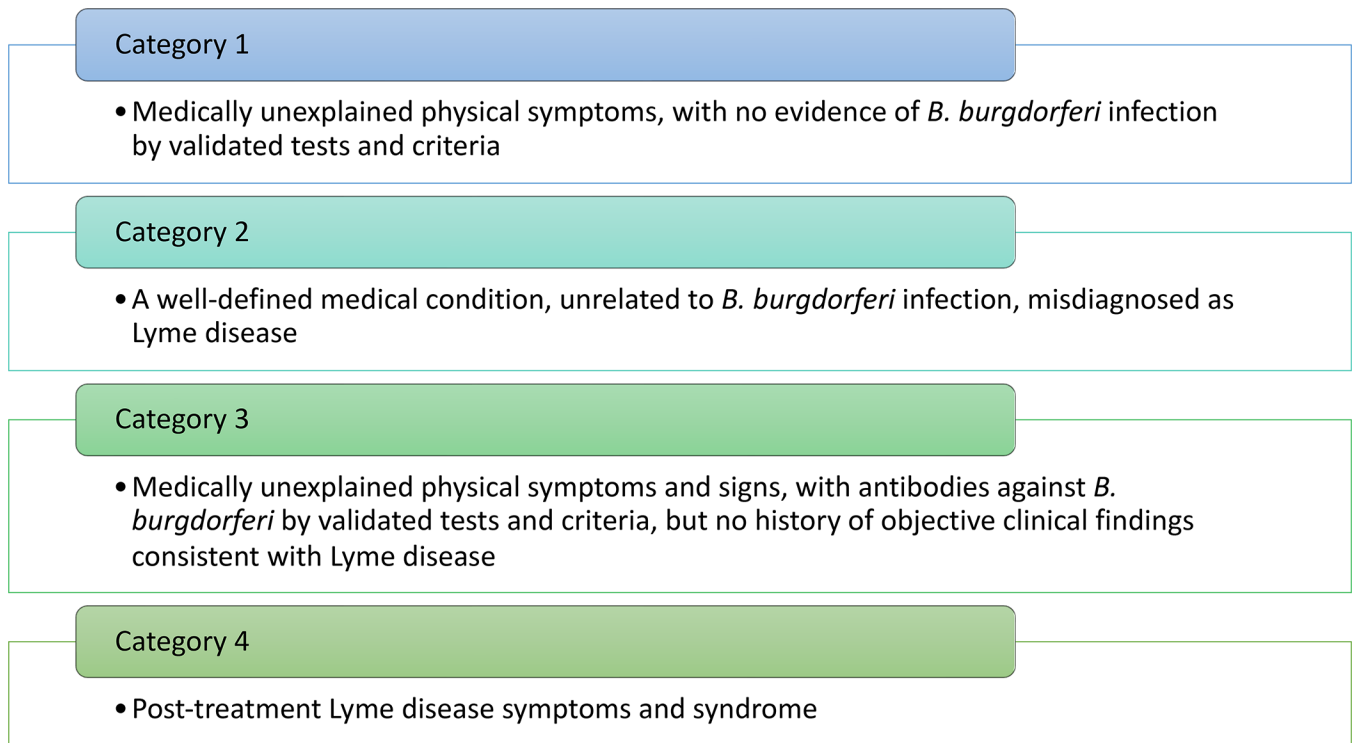 Category 1
•Medically unexplained physical symptoms, with no evidence of B. burgdorferi infection
by validated tests and criteria
Category 2
•A well-defined medical condition, unrelated to B. burgdorferi infection, misdiagnosed as
Lyme disease
Category 3
•Medically unexplained physical symptoms and signs, with antibodies against B.
burgdorferi by validated tests and criteria, but no history of objective clinical findings
consistent with Lyme disease
Category 4
•Post-treatment Lyme disease symptoms and syndrome